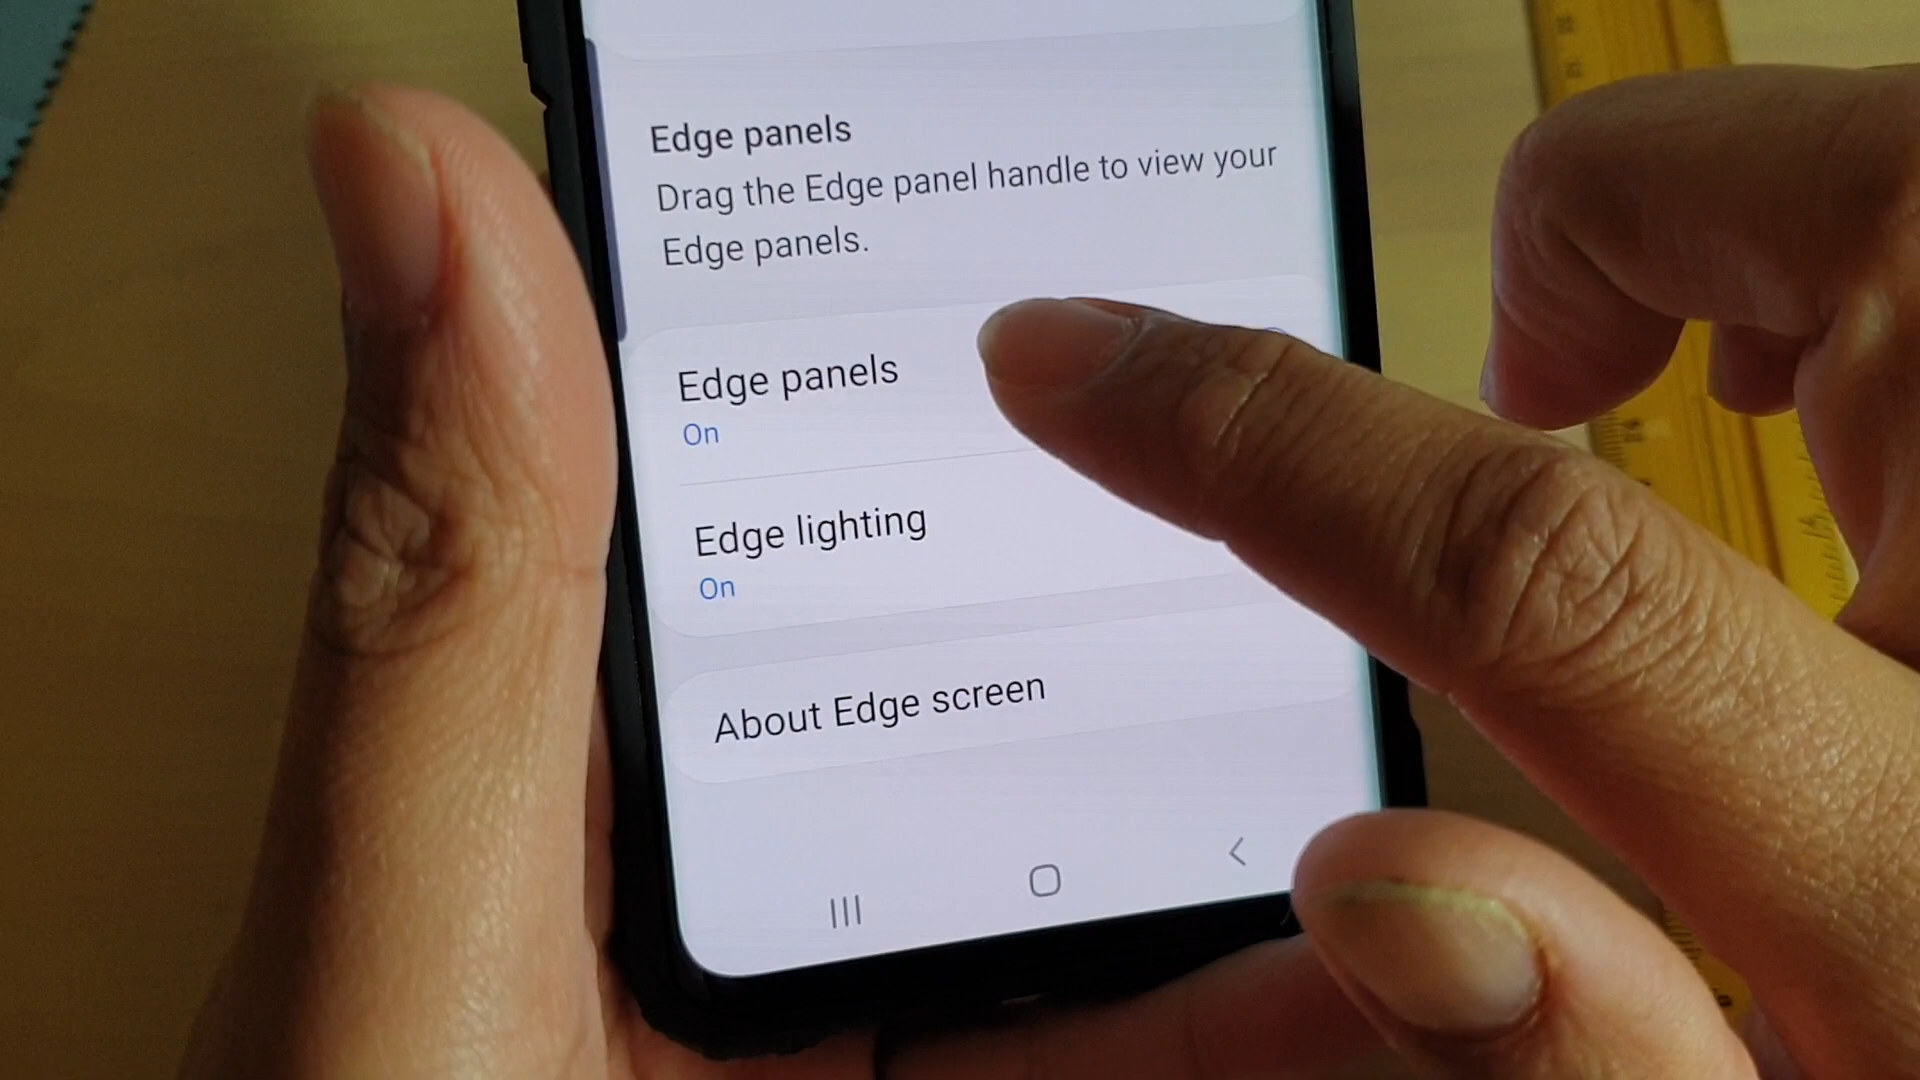 Edge panels
Drag the Edge panel handle to view your
Edge panels.
Edge panels
On
Edge lighting
On
About Edge screen